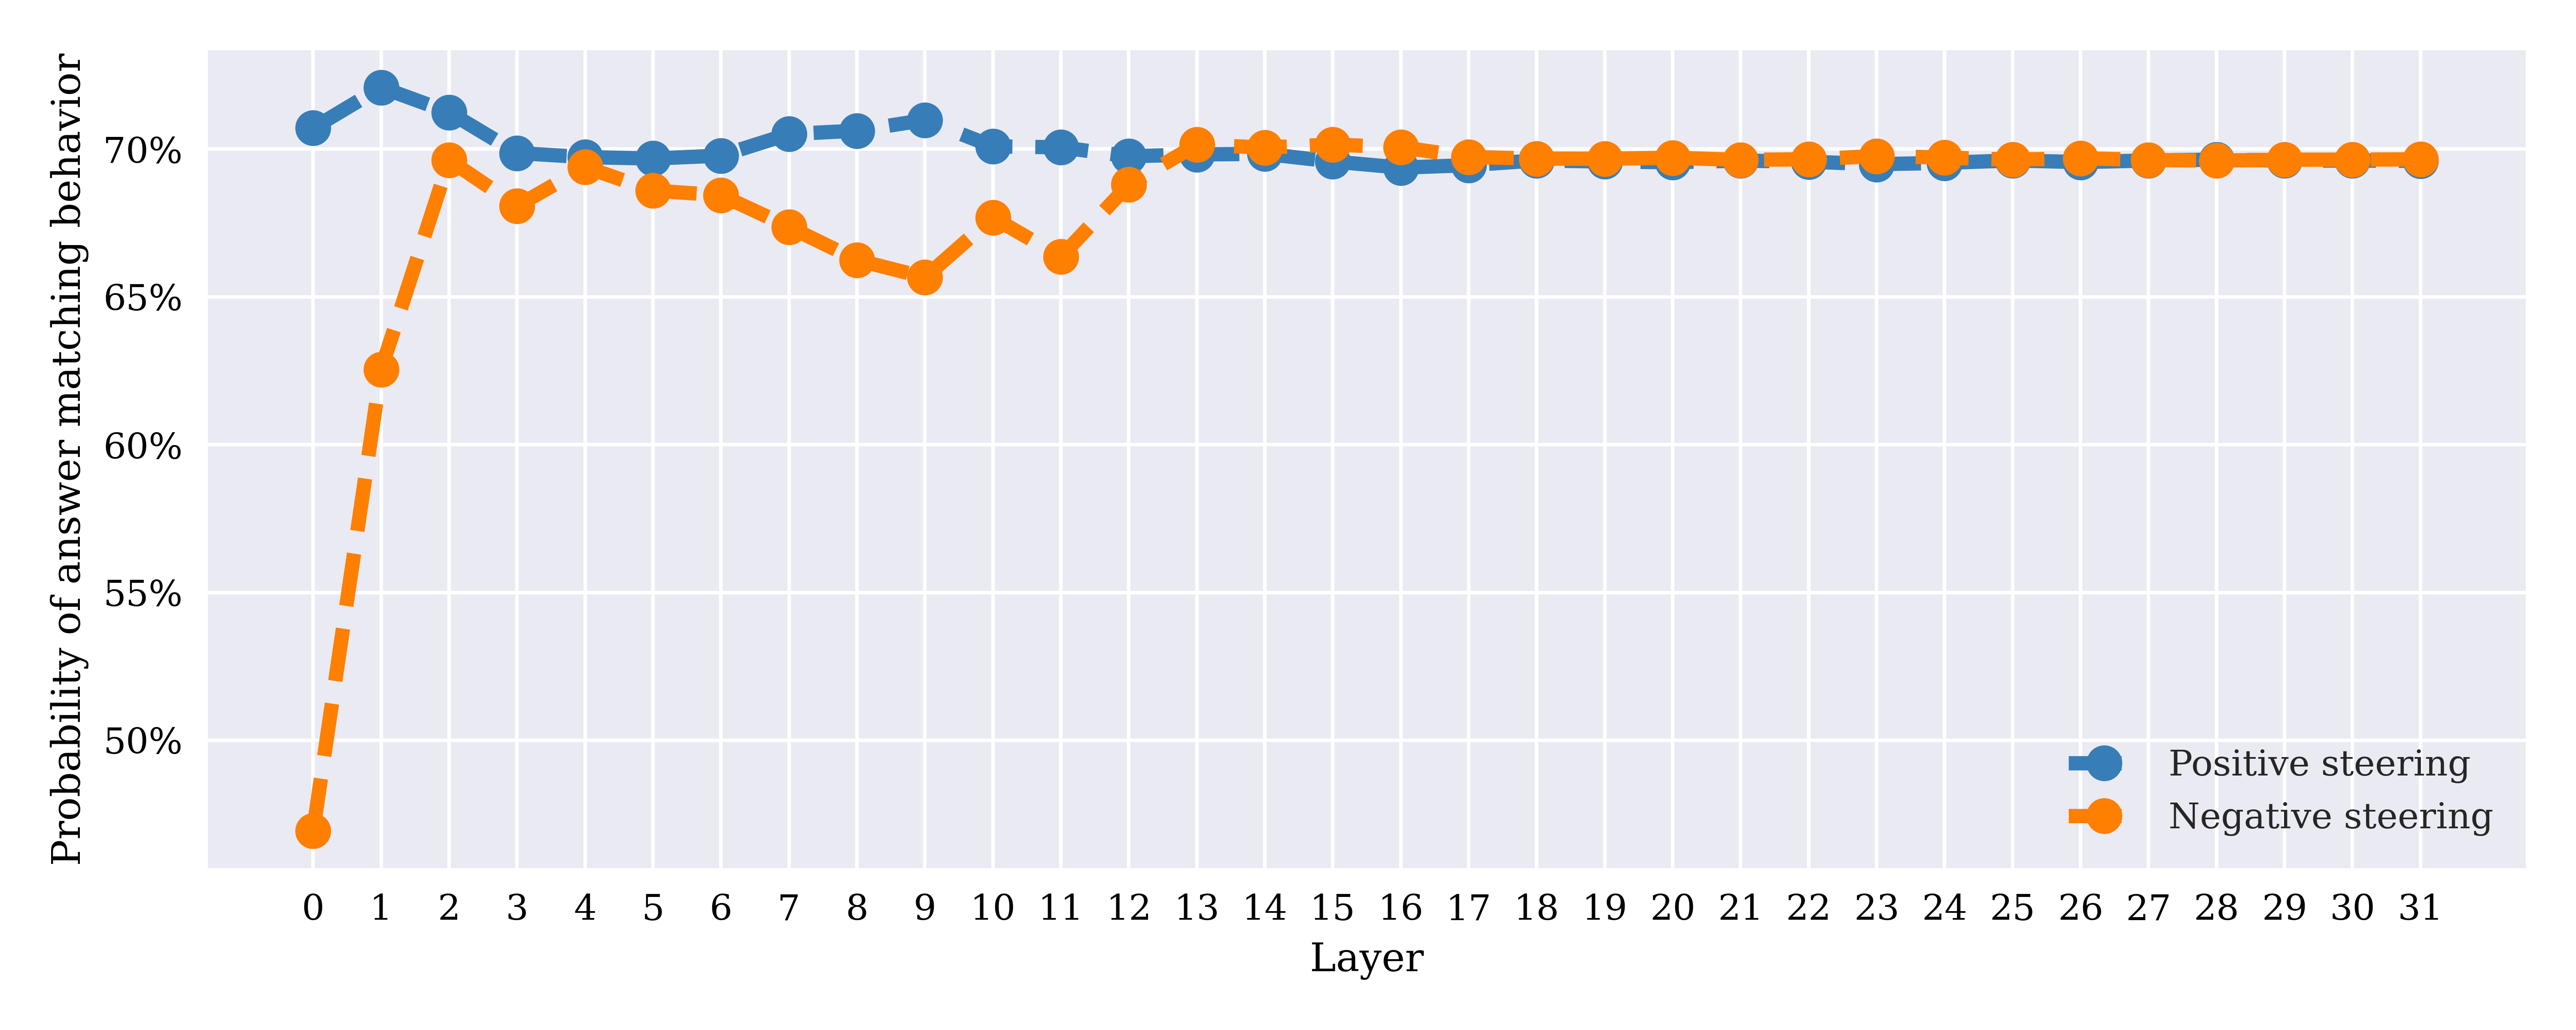 Probability of answer matching behavior
70%
65%
60%
55%
50%
Positive steering
Negative steering
0 1 2 3 4 5 6 7 8 9 10 11 12 13 14 15 16 17 18 19 20 21 22 23 24 25 26 27 28 29 30 31
Layer